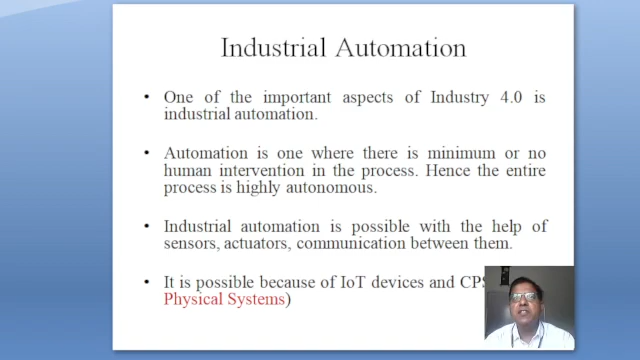 Industrial Automation
• One of the important aspects of Industry 4.0 is
industrial automation.
• Automation is one where there is minimum or no
human intervention in the process. Hence the entire
process is highly autonomous.
• Industrial automation is possible with the help of
sensors, actuators, communication between them.
• It is possible because of IoT devices and CPS
Physical Systems)